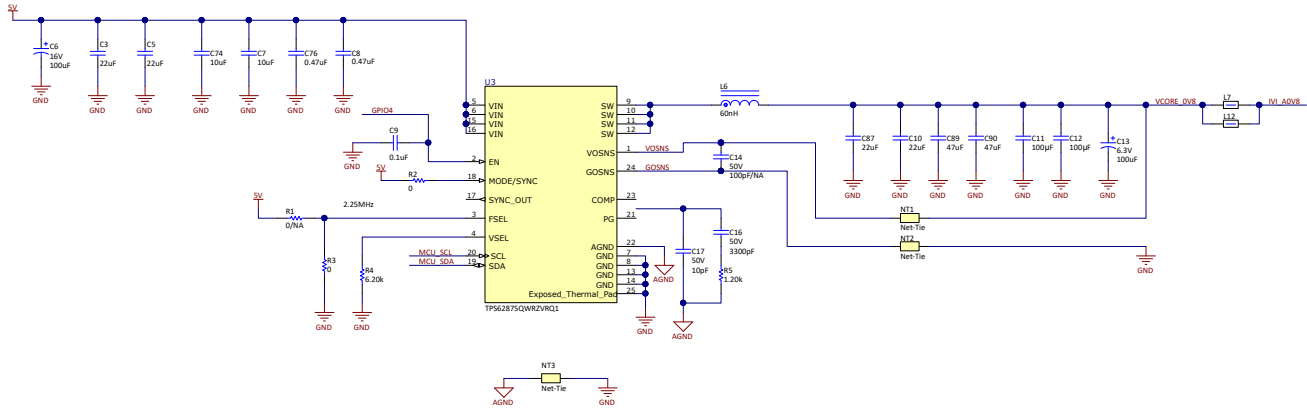 5V
C6
16V
100uF
C3
22uF
C5
22uF
C74
10uF
C7
10uF
C76
0.47uF
C8
0.47uF
GND
GND
GND
GND
GND
GND
GND
U3
5
VIN
6
VIN
15
VIN
16
VIN
2
EN
18
MODE/SYNC
17
SYNC_OUT
3
FSEL
4
VSEL
20
SCL
19
SDA
SW
9
SW
10
SW
11
SW
12
VOSNS
1
GOSNS
24
COMP
23
PG
21
AGND
22
GND
7
GND
8
GND
13
GND
14
Exposed_Thermal_Pad
25
TPS62875QWRZVRQ1
GPIO4
C9
0.1uF
GND
5V
R2
0
5V
2.25MHz
R1
0/NA
R3
0
R4
6.20k
GND
GND
MCU_SCL
MCU_SDA
L6
60nH
VOSNS
GOSNS
C14
50V
100pF/NA
C87
22uF
C10
22uF
C89
47uF
C90
47uF
C11
100µF
C12
100µF
C13
6.3V
100uF
GND
GND
GND
GND
GND
GND
GND
VCORE_0V8
L7
L12
IVI_A0V8
NT1
Net-Tie
NT2
Net-Tie
GND
C17
50V
10pF
C16
50V
3300pF
R5
1.20k
AGND
GND
AGND
NT3
Net-Tie
AGND
GND